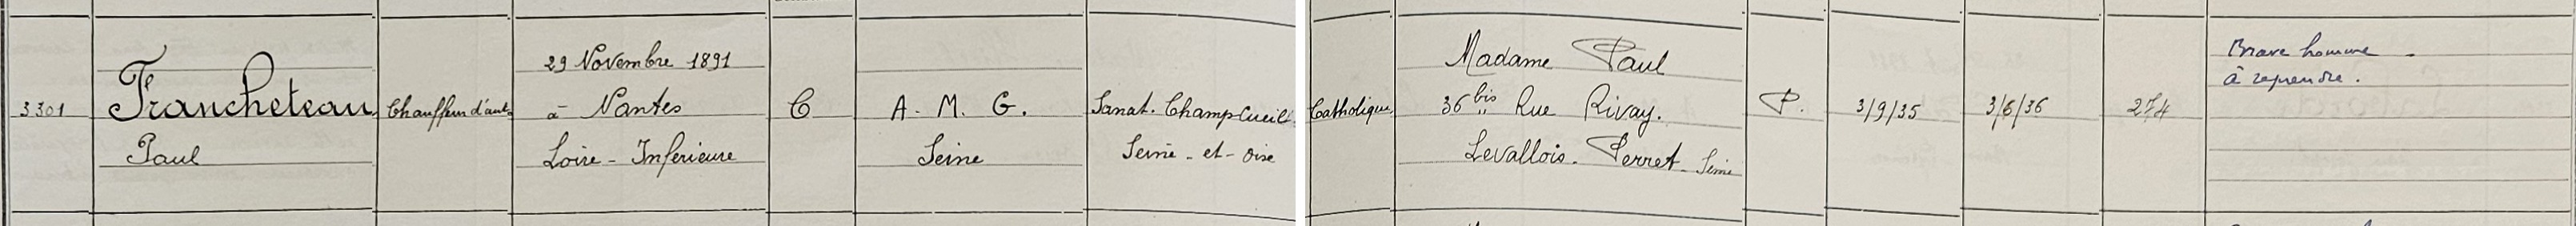 3301
Francheteau
Paul
Chauffeur d'auto
29 Novembre 1891
à Nantes
Loire-Inférieure
C
A. M. G.
Seine
Sanat. Champcueil
Seine-et-Oise
Catholique
Madame Paul
36 bis Rue Rivay.
Levallois-Perret Seine
P.
3/9/35
3/6/36
274
Brave homme -
à reprendre.